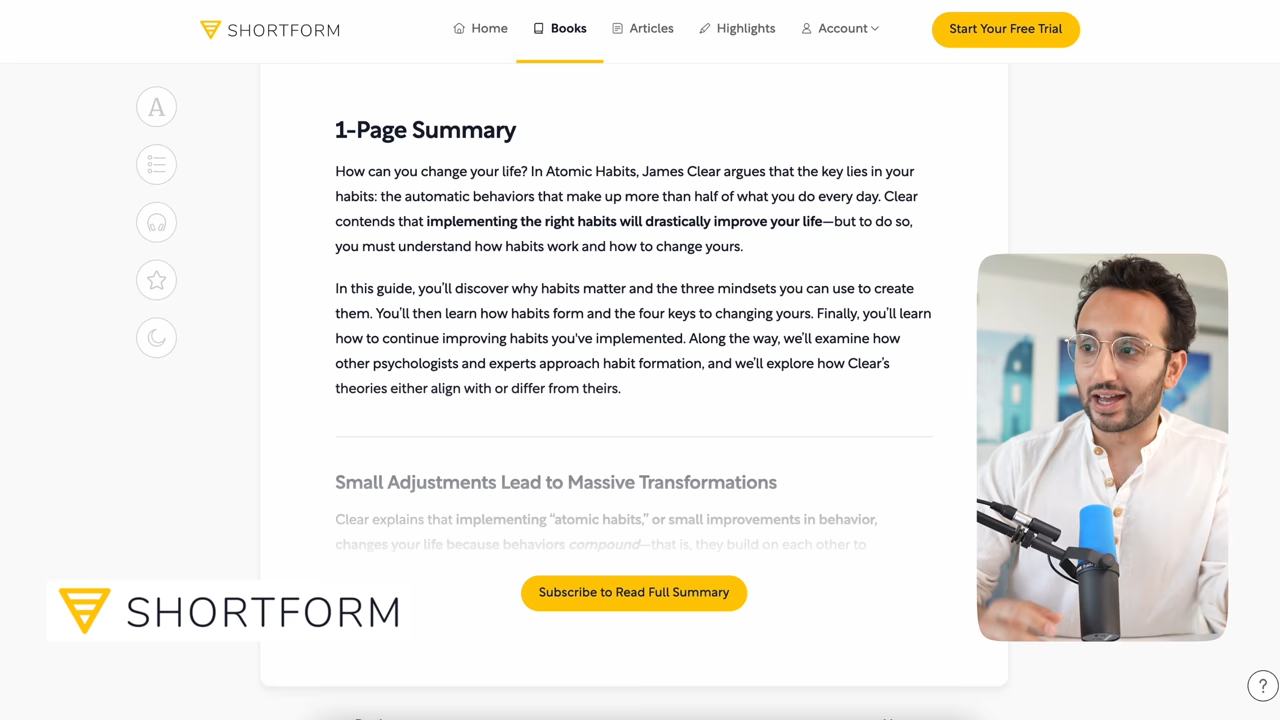 SHORTFORM
Home
Books
Articles
Highlights
Account
Start Your Free Trial
A
1-Page Summary
How can you change your life? In Atomic Habits, James Clear argues that the key lies in your
habits: the automatic behaviors that make up more than half of what you do every day. Clear
contends that implementing the right habits will drastically improve your life—but to do so,
you must understand how habits work and how to change yours.
In this guide, you'll discover why habits matter and the three mindsets you can use to create
them. You'll then learn how habits form and the four keys to changing yours. Finally, you'll learn
how to continue improving habits you've implemented. Along the way, we'll examine how
other psychologists and experts approach habit formation, and we'll explore how Clear's
theories either align with or differ from theirs.
Small Adjustments Lead to Massive Transformations
Clear explains that implementing “atomic habits,” or small improvements in behavior,
changes your life because behaviors compound—that is, they build on each other to
Subscribe to Read Full Summary
SHORTFORM
?